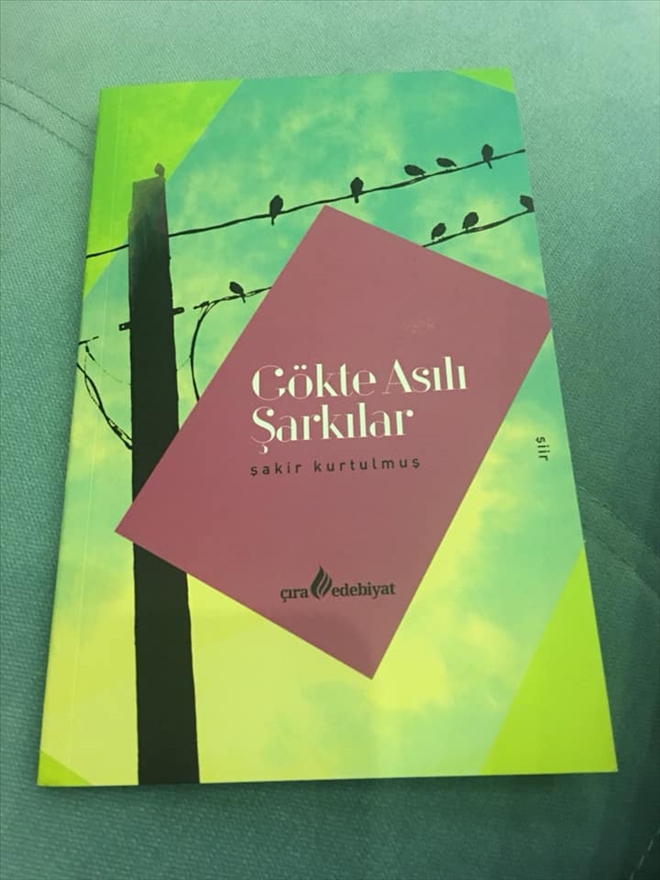 Gökte Asılı
Şarkılar
şakir kurtulmuş
şiir
çıra edebiyat